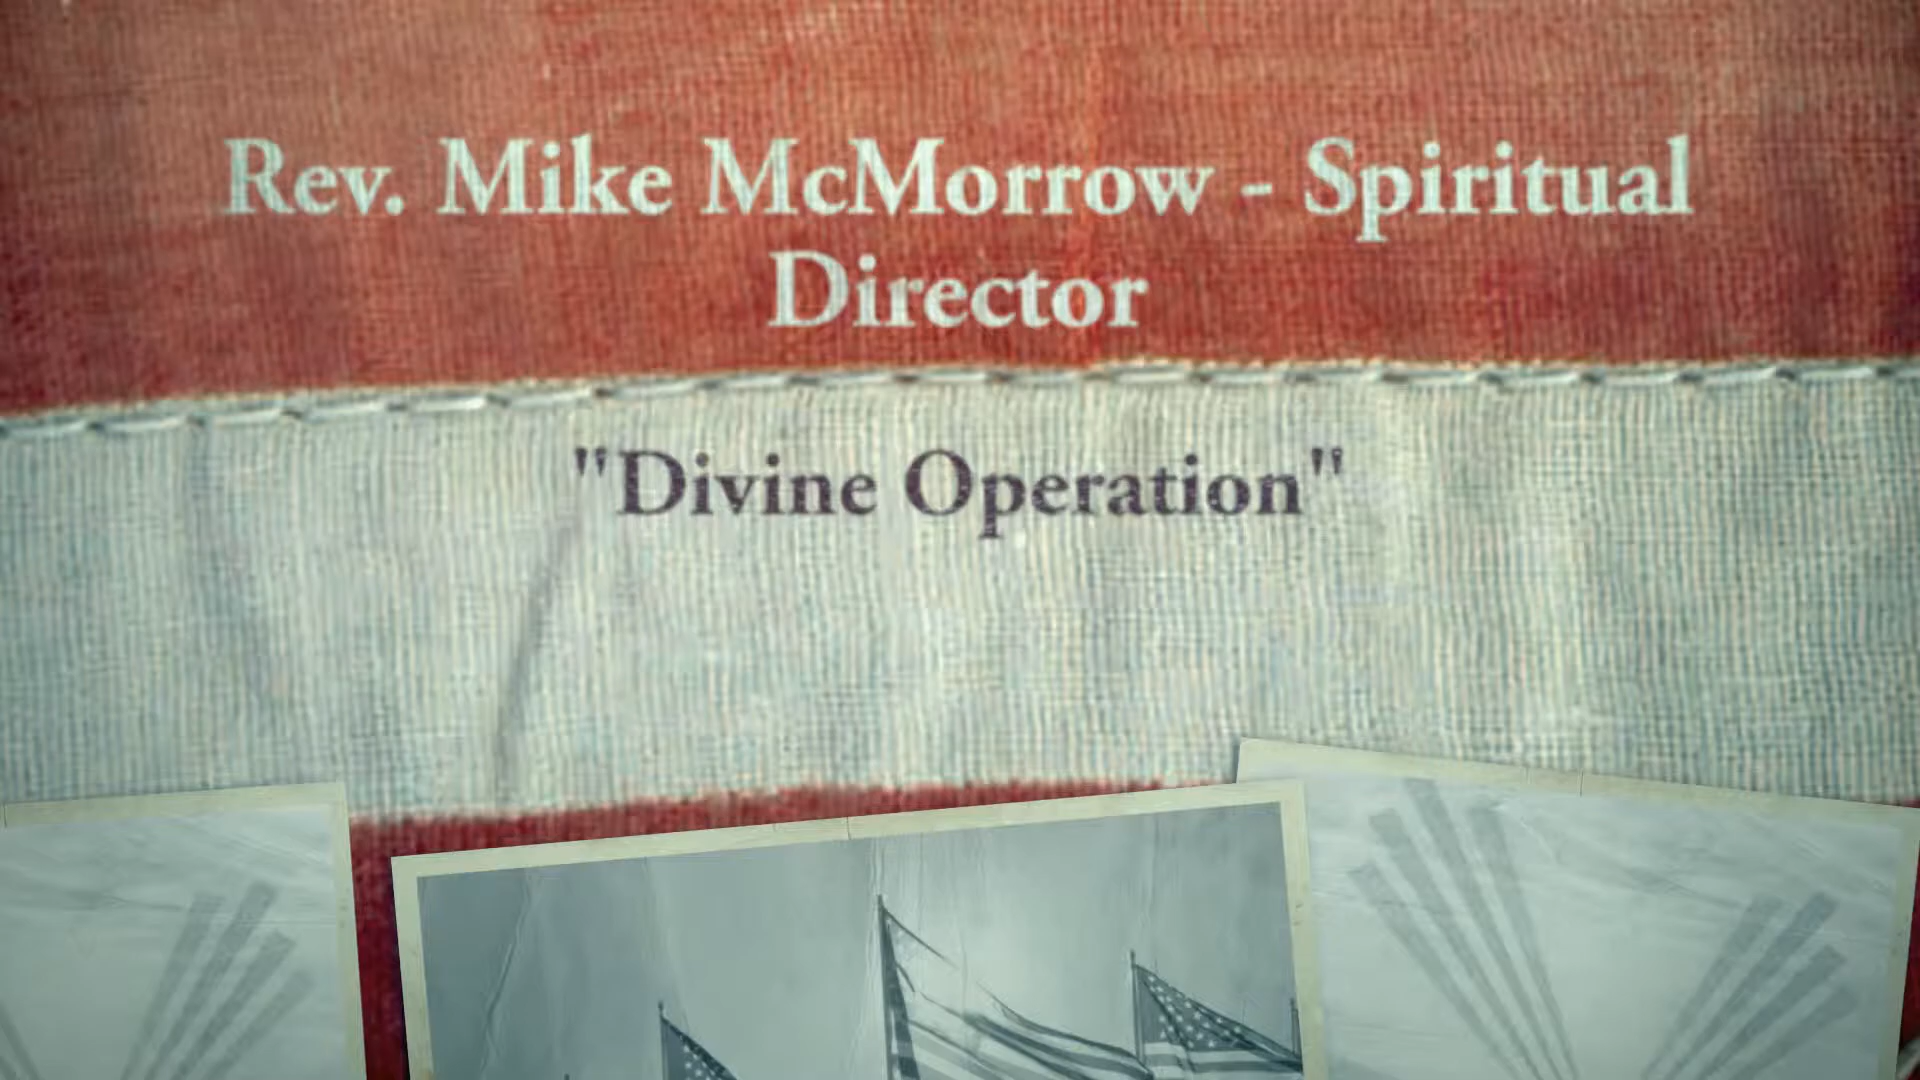 Rev. Mike McMorrow - Spiritual
Director
"Divine Operation"